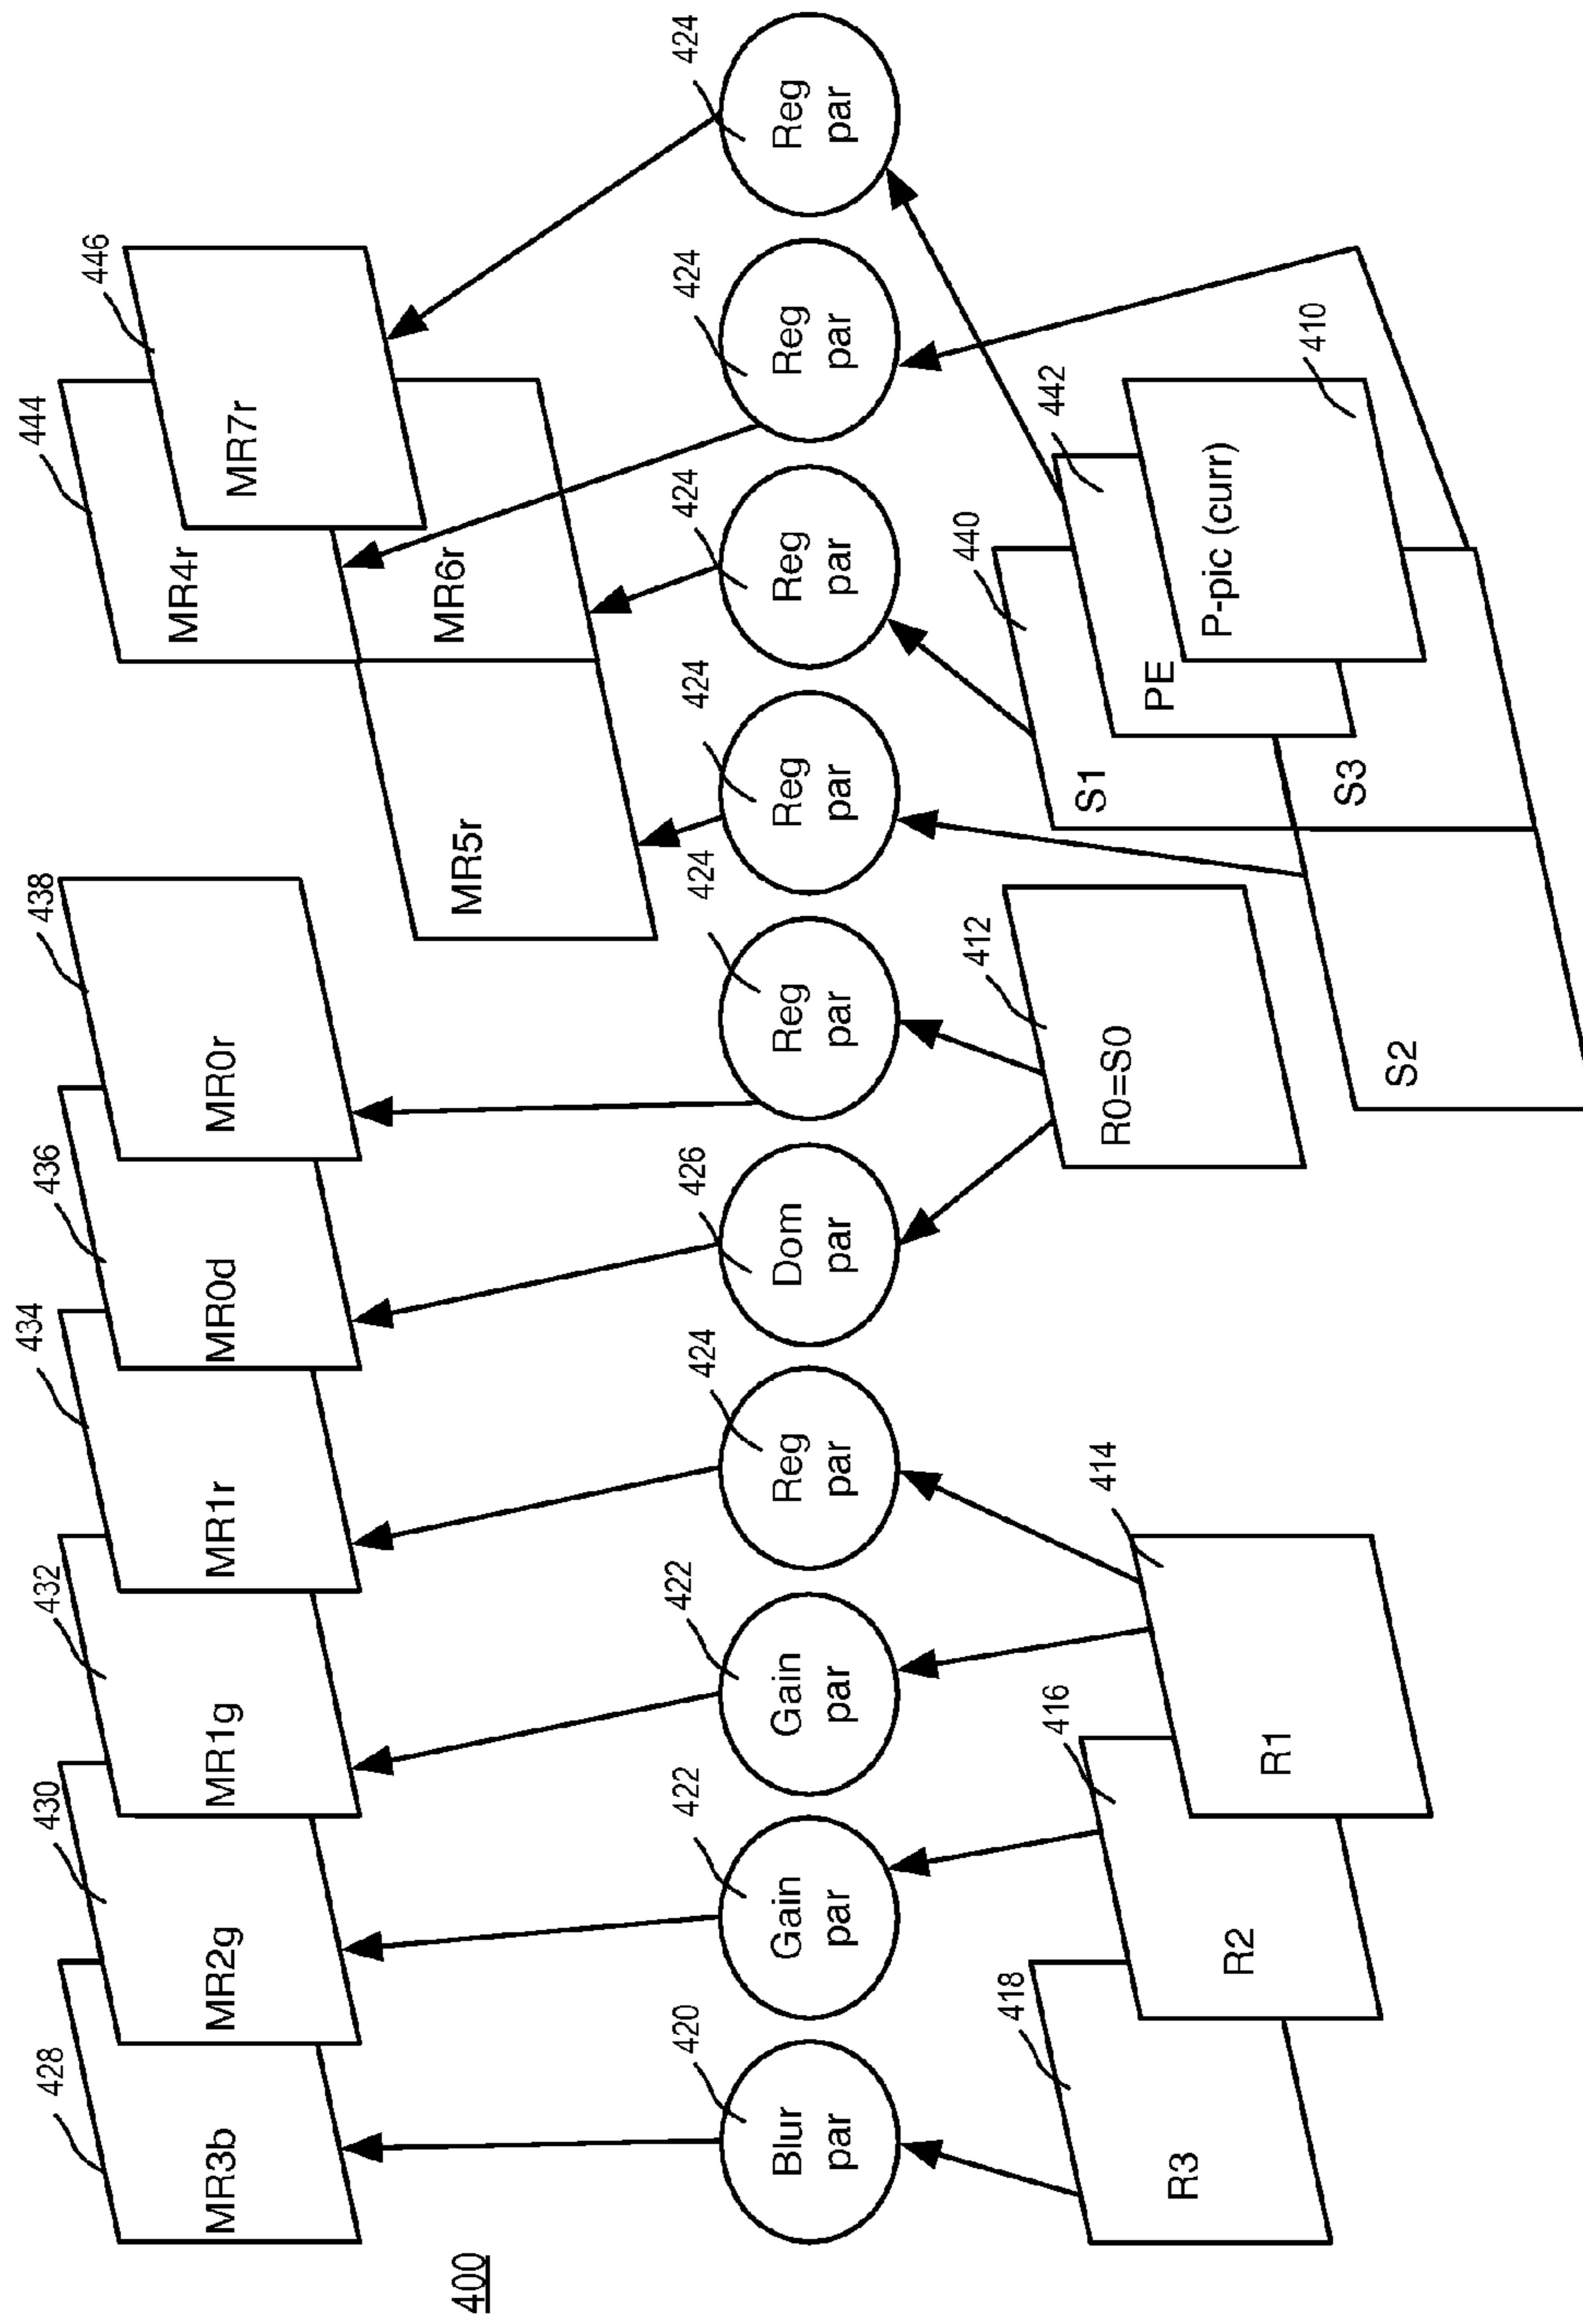 400
428
430
432
434
436
438
444
446
MR3b
MR2g
MR1g
MR1r
MR0d
MR0r
MR4r
MR7r
MR5r
MR6r
420
422
422
424
426
424
424
424
424
424
Blur
par
Gain
par
Gain
par
Reg
par
Dom
par
Reg
par
Reg
par
Reg
par
Reg
par
Reg
par
418
416
414
412
440
442
410
R3
R2
R1
R0=S0
S1
PE
P-pic (curr)
S2
S3